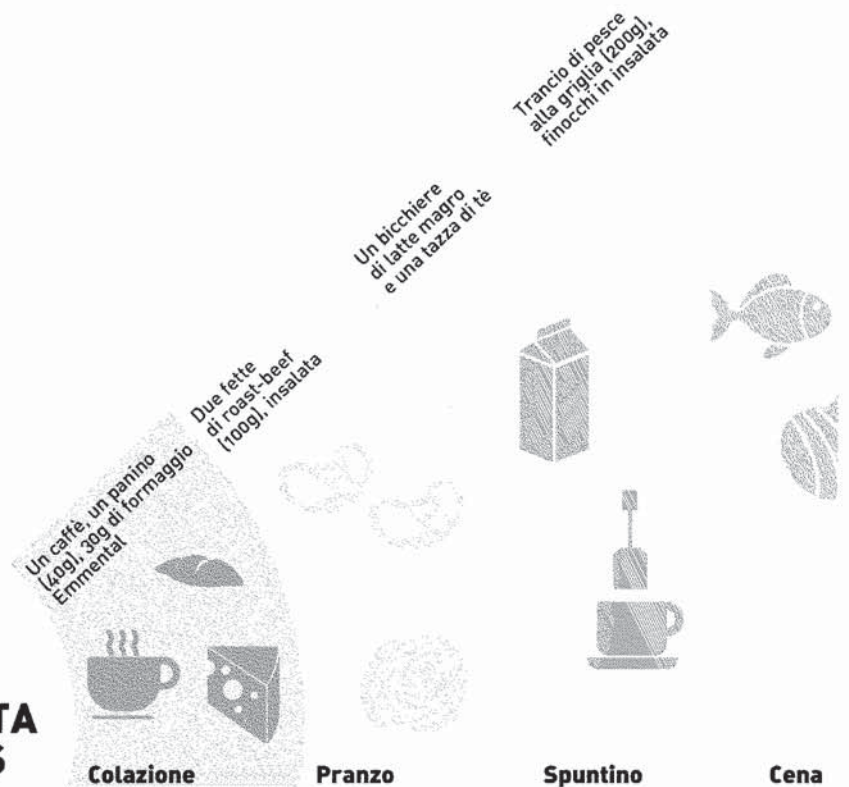 Trancio di pesce
alla griglia (200g),
finocchi in insalata
Un bicchiere
di latte magro
e una tazza di tè
Due fette
di roast-beef
(100g), insalata
Un caffè, un panino
(40g), 30g di formaggio
Emmental
TA
Colazione
Pranzo
Spuntino
Cena